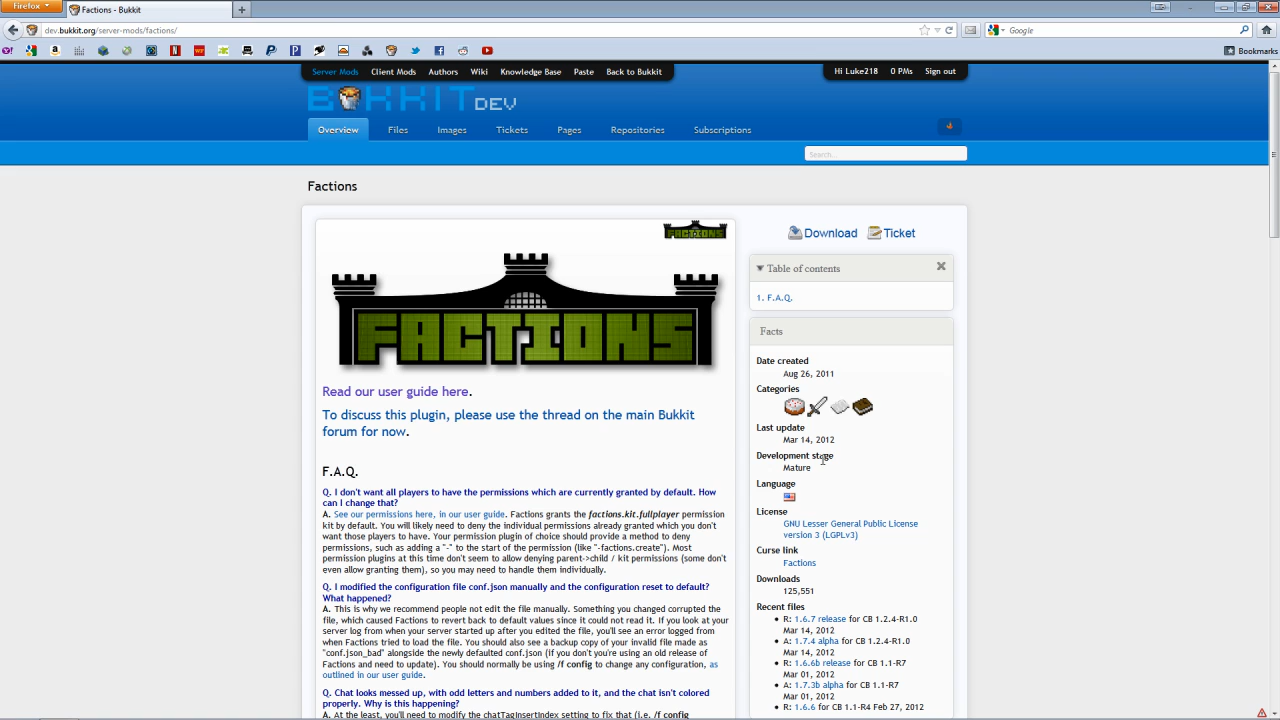 Firefox
Factions - Bukkit
dev.bukkit.org/server-mods/factions/
Google
Bookmarks
Server Mods Client Mods Authors Wiki Knowledge Base Paste Back to Bukkit
Hi Luke218 0 PMs Sign out
BUKKIT DEV
Overview Files Images Tickets Pages Repositories Subscriptions
Search...
Factions
FACTIONS
FACTIONS
Read our user guide here.
To discuss this plugin, please use the thread on the main Bukkit
forum for now.
F.A.Q.
Q. I don't want all players to have the permissions which are currently granted by default. How
can I change that?
A. See our permissions here, in our user guide. Factions grants the factions.kit.fullplayer permission
kit by default. You will likely need to deny the individual permissions already granted which you don't
want those players to have. Your permission plugin of choice should provide a method to deny
permissions, such as adding a "-" to the start of the permission (like "-factions.create"). Most
permission plugins at this time don't seem to allow denying parent->child / kit permissions (some don't
even allow granting them), so you may need to handle them individually.
Q. I modified the configuration file conf.json manually and the configuration reset to default?
What happened?
A. This is why we recommend people not edit the file manually. Something you changed corrupted the
file, which caused Factions to revert back to default values since it could not read it. If you look at your
server log from when your server started up after you edited the file, you'll see an error logged from
when Factions tried to load the file. You should also see a backup copy of your invalid file made as
"conf.json_bad" alongside the newly defaulted conf.json (if you don't you're using an old release of
Factions and need to update). You should normally be using /f config to change any configuration, as
outlined in our user guide.
Q. Chat looks messed up, with odd letters and numbers added to it, and the chat isn't colored
properly. Why is this happening?
A. At the least, you'll need to modify the chatTagInsertIndex setting to fix that (i.e. /f config
Download Ticket
Table of contents
1. F.A.Q.
Facts
Date created
Aug 26, 2011
Categories
Last update
Mar 14, 2012
Development stage
Mature
Language
License
GNU Lesser General Public License
version 3 (LGPLv3)
Curse link
Factions
Downloads
125,551
Recent files
R: 1.6.7 release for CB 1.2.4-R1.0
Mar 14, 2012
A: 1.7.4 alpha for CB 1.2.4-R1.0
Mar 14, 2012
R: 1.6.6b release for CB 1.1-R7
Mar 01, 2012
A: 1.7.3b alpha for CB 1.1-R7
Mar 01, 2012
R: 1.6.6 for CB 1.1-R4 Feb 27, 2012